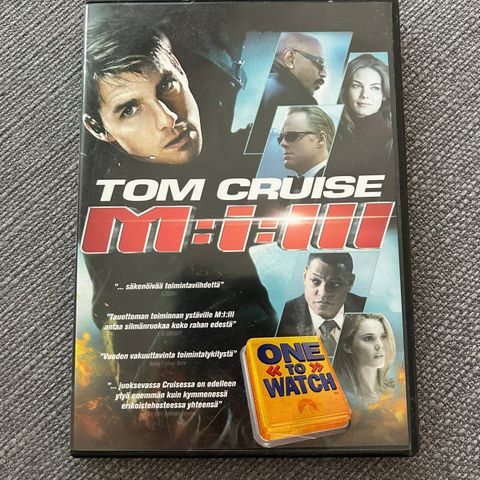 TOM CRUISE
M:i:III
"... säkenöivää toimintaviihdettä"
"Tauottoman toiminnan ystäville M:I:III
antaa silmänruokaa koko rahan edestä"
"Vuoden vakuuttavinta toimintatykitystä"
"... juoksevassa Cruisessa on edelleen
ytyä enemmän kuin kymmenessä
erikoistehosteessa yhteensä"
ONE
« TO »
WATCH